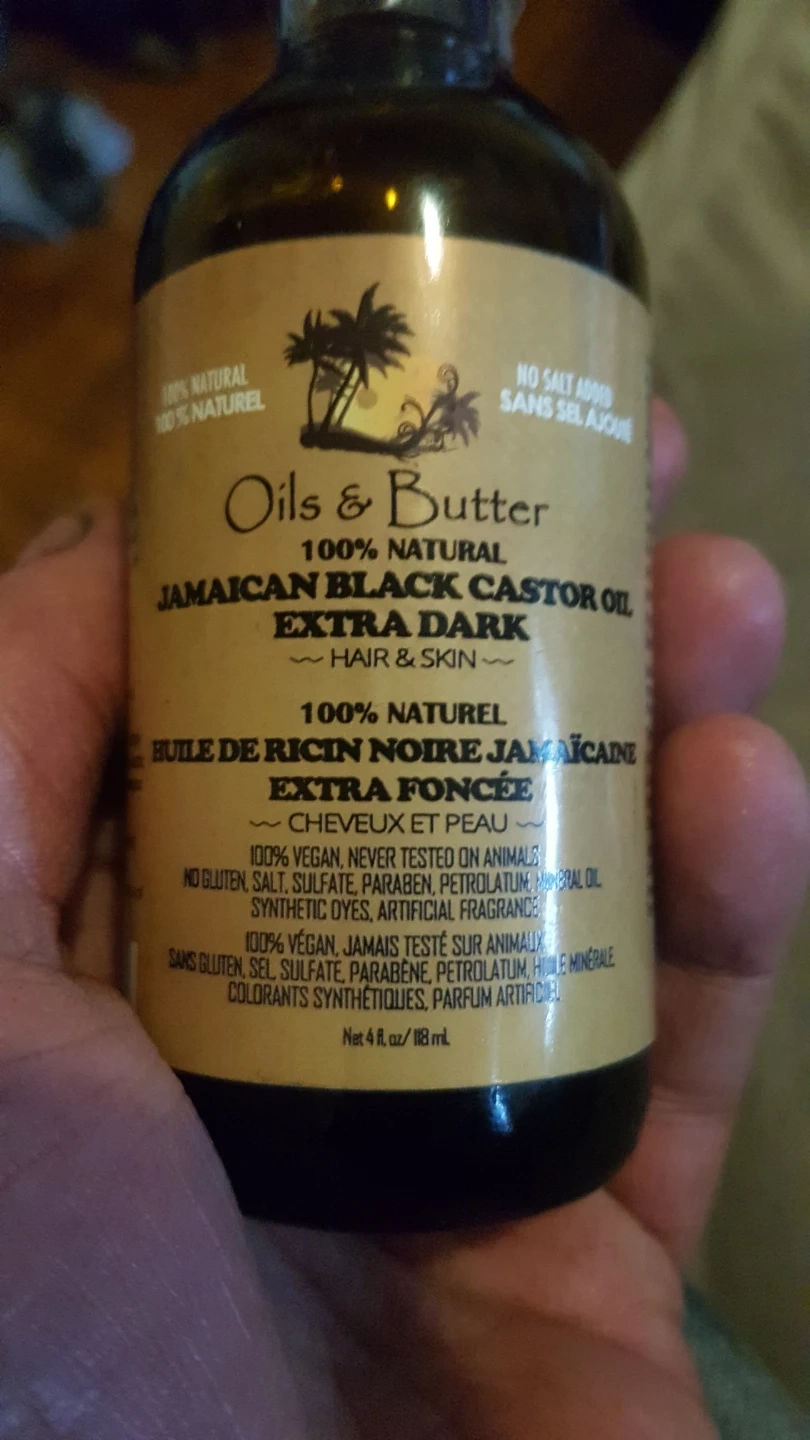 100% NATURAL
100% NATUREL
NO SALT ADDED
SANS SEL AJOUTÉ
Oils & Butter
100% NATURAL
JAMAICAN BLACK CASTOR OIL
EXTRA DARK
~ HAIR & SKIN ~
100% NATUREL
HUILE DE RICIN NOIRE JAMAÏCAINE
EXTRA FONCÉE
~ CHEVEUX ET PEAU ~
100% VEGAN, NEVER TESTED ON ANIMALS
NO GLUTEN, SALT, SULFATE, PARABEN, PETROLATUM, MINERAL OIL,
SYNTHETIC DYES, ARTIFICIAL FRAGRANCE
100% VÉGAN, JAMAIS TESTÉ SUR ANIMAUX
SANS GLUTEN, SEL, SULFATE, PARABÈNE, PETROLATUM, HUILE MINÉRALE,
COLORANTS SYNTHÉTIQUES, PARFUM ARTIFICIEL
Net 4 fl. oz/ 118 ml.